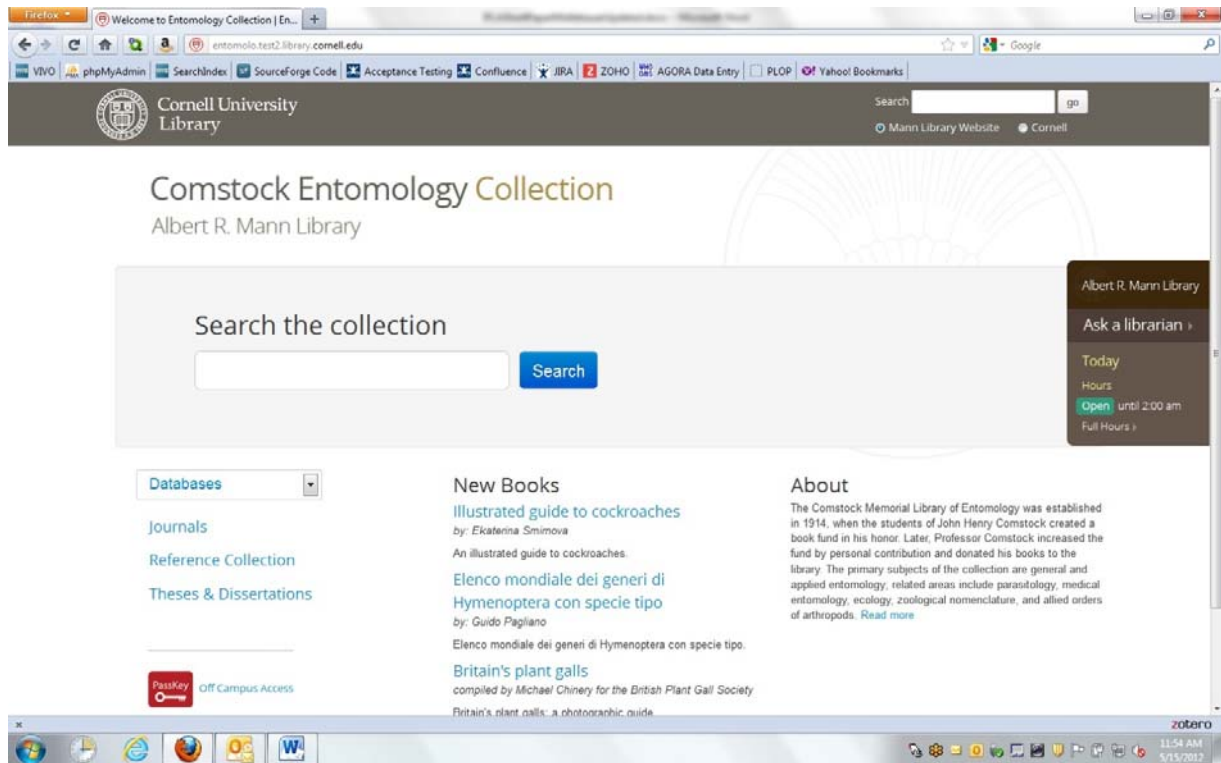 Firefox
Welcome to Entomology Collection | En...
entomolo.test2.library.cornell.edu
Google
VIVO phpMyAdmin SearchIndex SourceForge Code Acceptance Testing Confluence JIRA ZOHO AGORA Data Entry PLOP Yahoo! Bookmarks
Cornell University
Library
Search
go
Mann Library Website Cornell
Comstock Entomology Collection
Albert R. Mann Library
Search the collection
Search
Albert R. Mann Library
Ask a librarian
Today
Hours
Open until 2:00 am
Full Hours
Databases
Journals
Reference Collection
Theses & Dissertations
PassKey
Off Campus Access
New Books
Illustrated guide to cockroaches
by: Ekaterina Smirnova
An illustrated guide to cockroaches.
Elenco mondiale dei generi di
Hymenoptera con specie tipo
by: Guido Pagliano
Elenco mondiale dei generi di Hymenoptera con specie tipo.
Britain's plant galls
compiled by Michael Chinery for the British Plant Gall Society
Britain's plant galls: a photographic guide
About
The Comstock Memorial Library of Entomology was established
in 1914, when the students of John Henry Comstock created a
book fund in his honor. Later, Professor Comstock increased the
fund by personal contribution and donated his books to the
library. The primary subjects of the collection are general and
applied entomology, related areas include parasitology, medical
entomology, ecology, zoological nomenclature, and allied orders
of arthropods. Read more
zotero
11:54 AM
5/15/2012